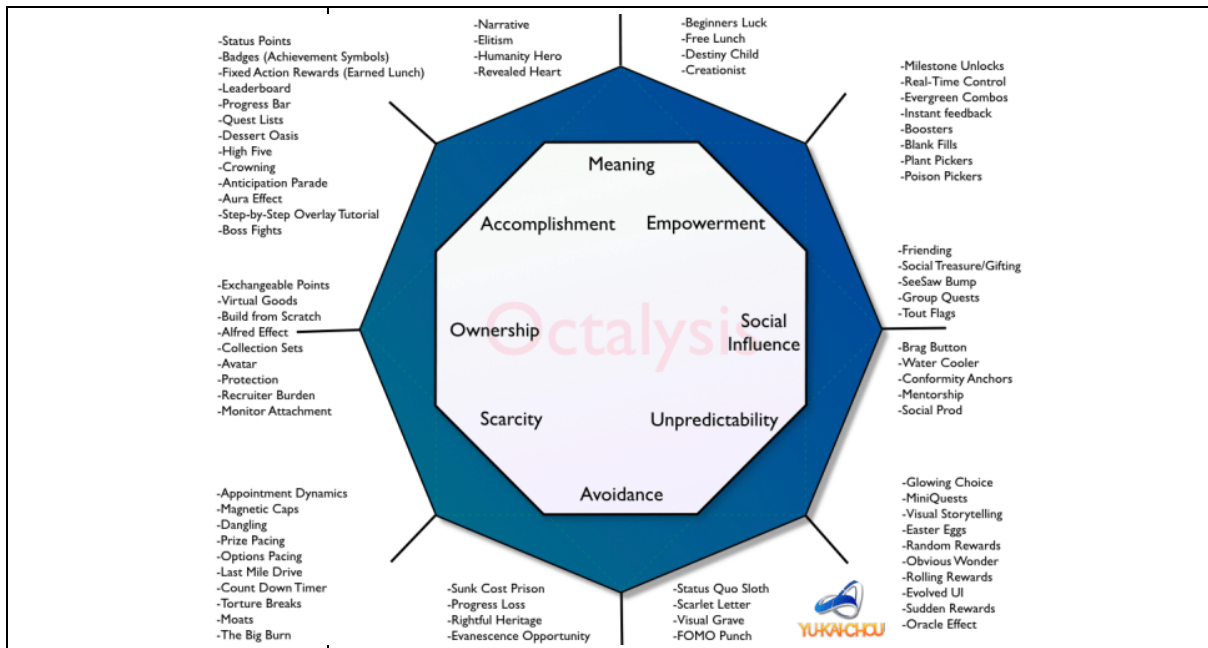 -Narrative
-Elitism
-Humanity Hero
-Revealed Heart
-Beginners Luck
-Free Lunch
-Destiny Child
-Creationist
-Status Points
-Badges (Achievement Symbols)
-Fixed Action Rewards (Earned Lunch)
-Leaderboard
-Progress Bar
-Quest Lists
-Dessert Oasis
-High Five
-Crowning
-Anticipation Parade
-Aura Effect
-Step-by-Step Overlay Tutorial
-Boss Fights
-Milestone Unlocks
-Real-Time Control
-Evergreen Combos
-Instant feedback
-Boosters
-Blank Fills
-Plant Pickers
-Poison Pickers
Meaning
Accomplishment
Empowerment
Ownership
Octalysis
Social
Influence
Scarcity
Unpredictability
Avoidance
-Exchangeable Points
-Virtual Goods
-Build from Scratch
-Alfred Effect
-Collection Sets
-Avatar
-Protection
-Recruiter Burden
-Monitor Attachment
-Friending
-Social Treasure/Gifting
-SeeSaw Bump
-Group Quests
-Tout Flags
-Brag Button
-Water Cooler
-Conformity Anchors
-Mentorship
-Social Prod
-Appointment Dynamics
-Magnetic Caps
-Dangling
-Prize Pacing
-Options Pacing
-Last Mile Drive
-Count Down Timer
-Torture Breaks
-Moats
-The Big Burn
-Sunk Cost Prison
-Progress Loss
-Rightful Heritage
-Evanescence Opportunity
-Status Quo Sloth
-Scarlet Letter
-Visual Grave
-FOMO Punch
YU-KAI-CHOU
-Glowing Choice
-MiniQuests
-Visual Storytelling
-Easter Eggs
-Random Rewards
-Obvious Wonder
-Rolling Rewards
-Evolved UI
-Sudden Rewards
-Oracle Effect